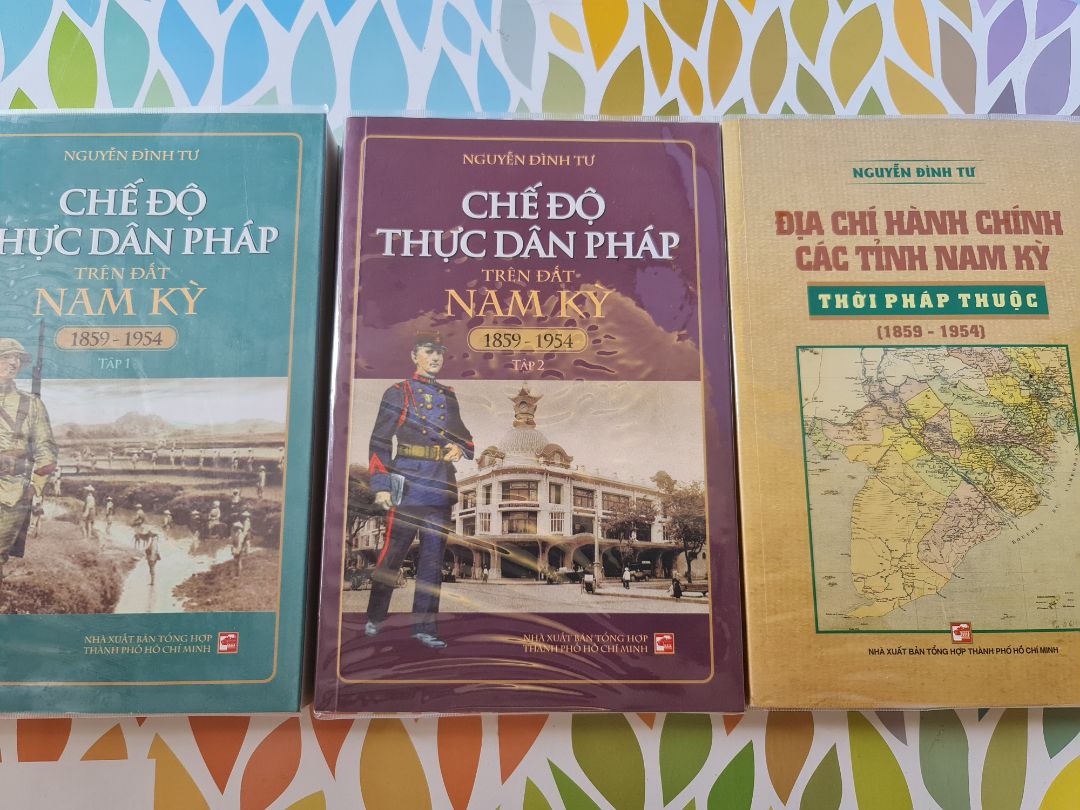 NGUYỄN ĐÌNH TƯ
CHẾ ĐỘ
HỰC DÂN PHÁP
TRÊN ĐẤT
NAM KỲ
1859 - 1954
TẬP 1
NHÀ XUẤT BẢN TỔNG HỢP
THÀNH PHỐ HỒ CHÍ MINH
NGUYỄN ĐÌNH TƯ
CHẾ ĐỘ
THỰC DÂN PHÁP
TRÊN ĐẤT
NAM KỲ
1859 - 1954
TẬP 2
NHÀ XUẤT BẢN TỔNG HỢP
THÀNH PHỐ HỒ CHÍ MINH
NGUYỄN ĐÌNH TƯ
ĐỊA CHÍ HÀNH CHÍNH
CÁC TỈNH NAM KỲ
THỜI PHÁP THUỘC
(1859 - 1954)
NHÀ XUẤT BẢN TỔNG HỢP THÀNH PHỐ HỒ CHÍ MINH